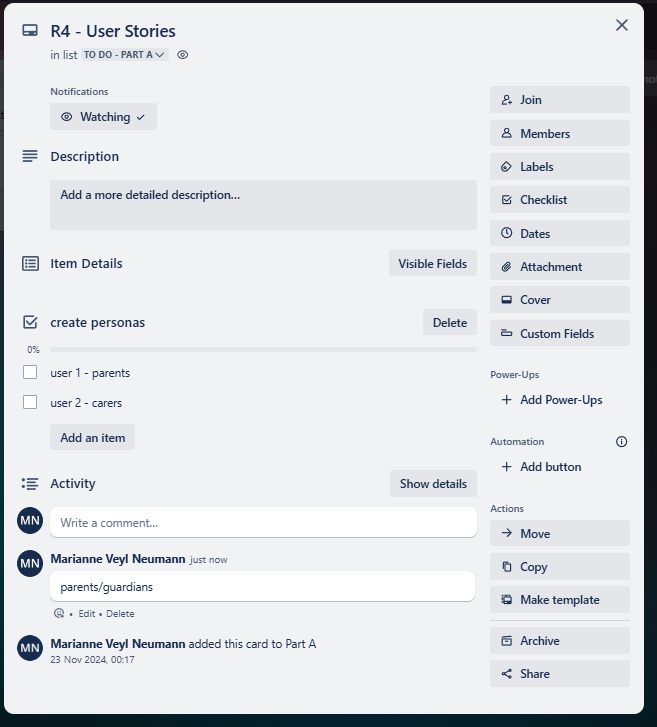 R4 - User Stories
in list TO DO - PART A
Notifications
Watching
Description
Add a more detailed description...
Item Details
Visible Fields
create personas
Delete
0%
user 1 - parents
user 2 - carers
Add an item
Activity
Show details
MN
Write a comment...
MN
Marianne Veyl Neumann just now
parents/guardians
• Edit • Delete
MN
Marianne Veyl Neumann added this card to Part A
23 Nov 2024, 00:17
Join
Members
Labels
Checklist
Dates
Attachment
Cover
Custom Fields
Power-Ups
Add Power-Ups
Automation
Add button
Actions
Move
Copy
Make template
Archive
Share